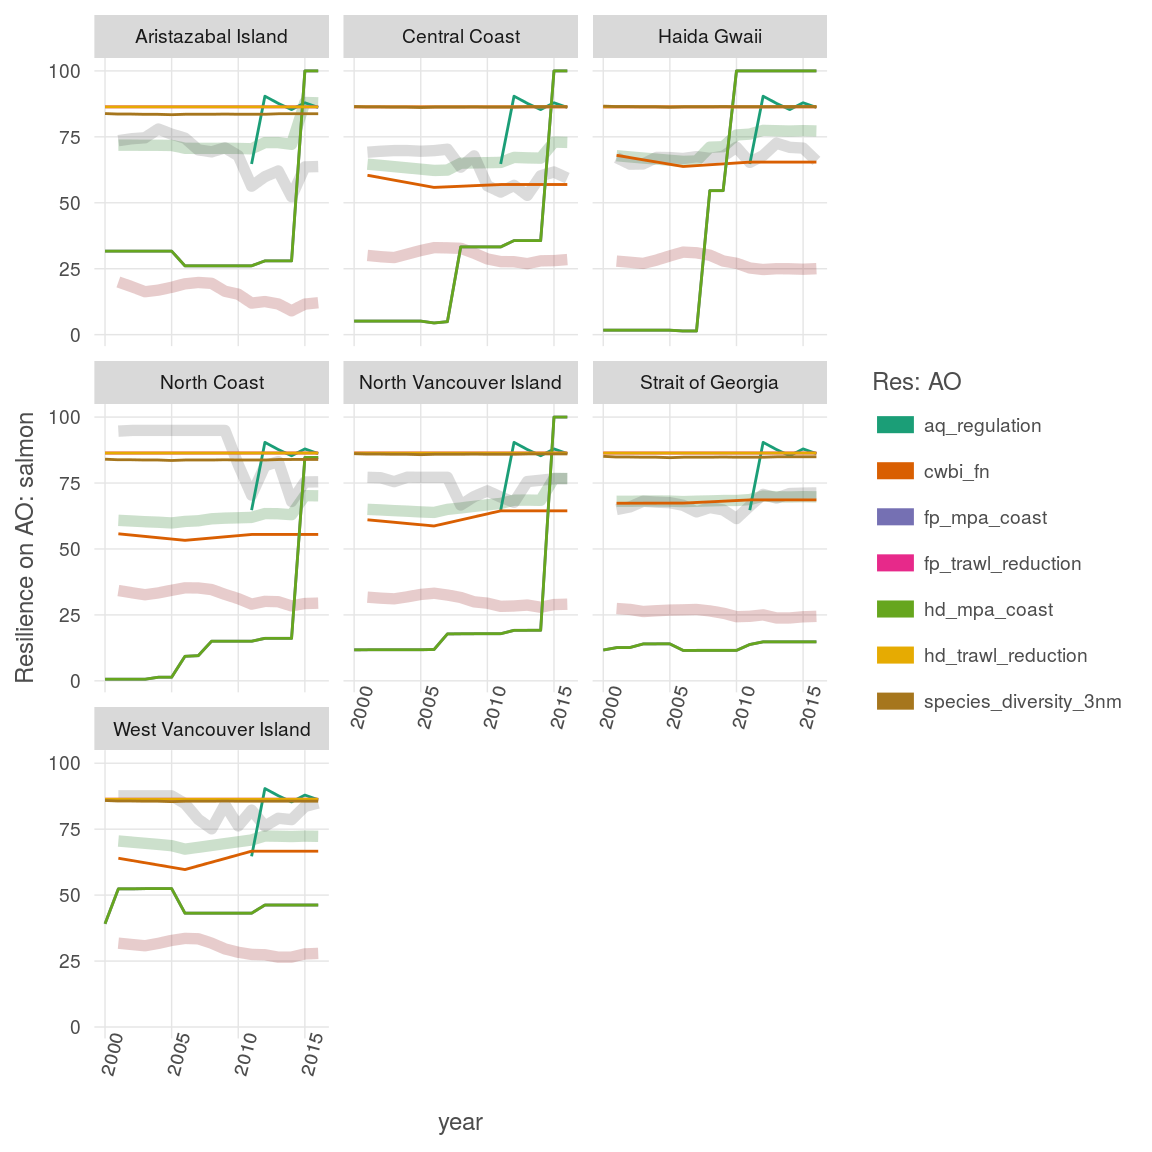 Aristazabal Island
Central Coast
Haida Gwaii
100
75
50
25
0
North Coast
North Vancouver Island
Strait of Georgia
100
75
50
25
0
2000
2005
2010
2015
2000
2005
2010
2015
West Vancouver Island
100
75
50
25
0
2000
2005
2010
2015
year
Resilience on AO: salmon
Res: AO
aq_regulation
cwbi_fn
fp_mpa_coast
fp_trawl_reduction
hd_mpa_coast
hd_trawl_reduction
species_diversity_3nm